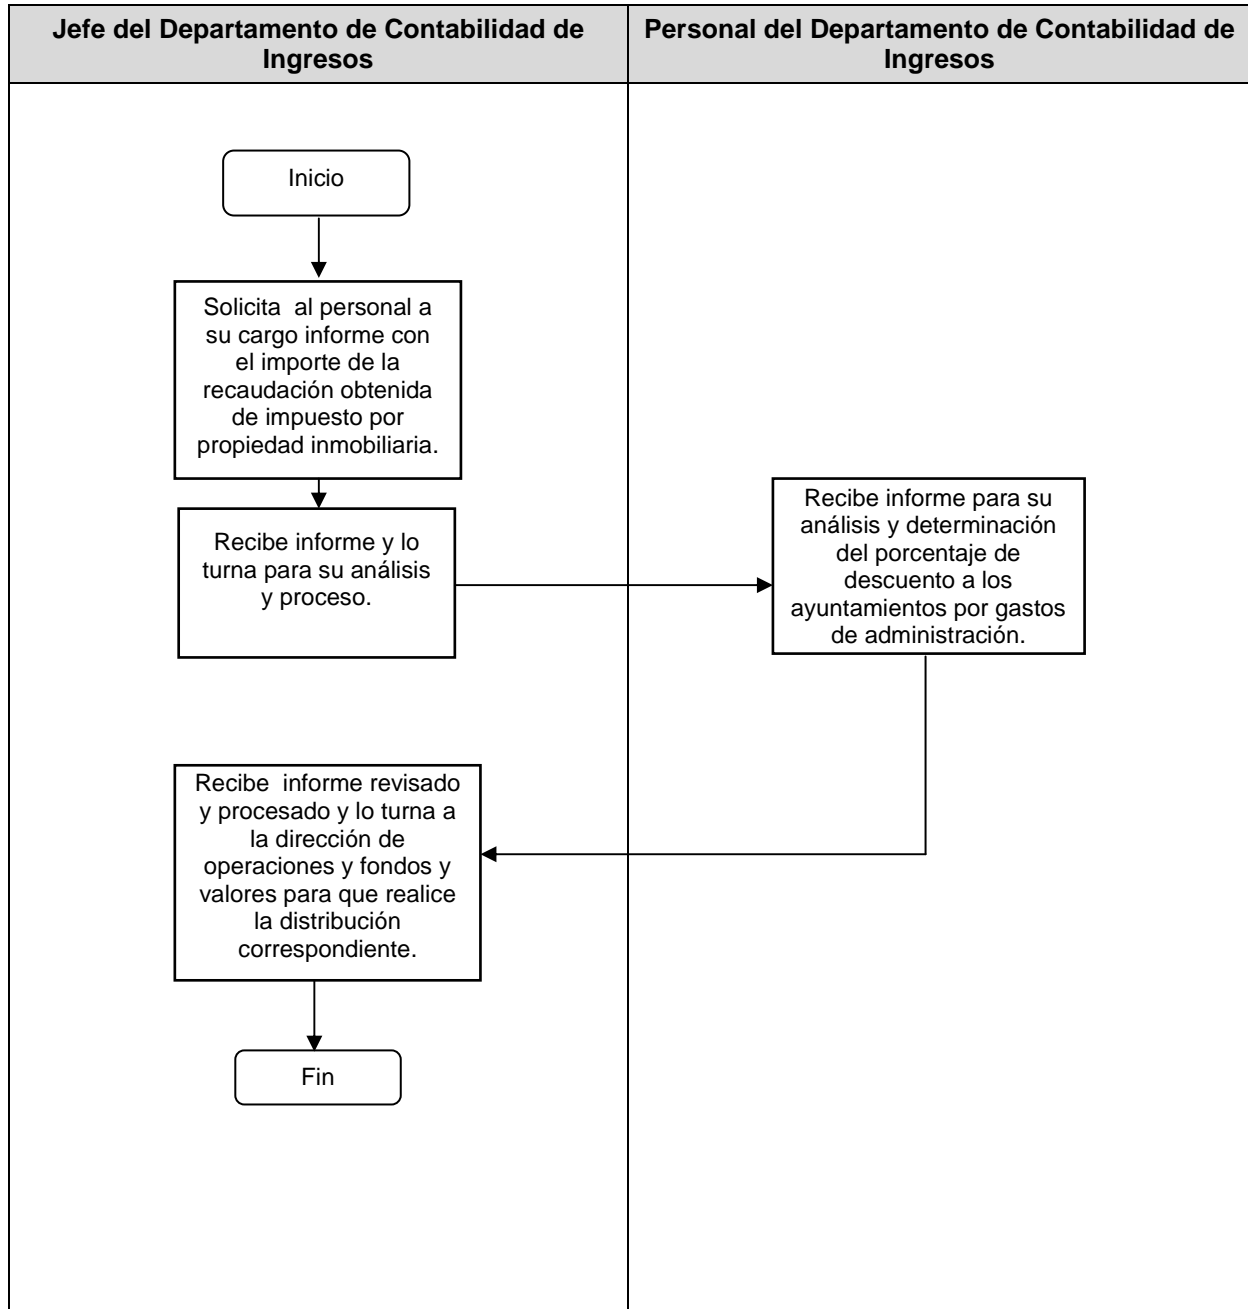 Jefe del Departamento de Contabilidad de
Ingresos
Personal del Departamento de Contabilidad de
Ingresos
Inicio
Solicita al personal a
su cargo informe con
el importe de la
recaudación obtenida
de impuesto por
propiedad inmobiliaria.
Recibe informe y lo
turna para su análisis
y proceso.
Recibe informe para su
análisis y determinación
del porcentaje de
descuento a los
ayuntamientos por gastos
de administración.
Recibe informe revisado
y procesado y lo turna a
la dirección de
operaciones y fondos y
valores para que realice
la distribución
correspondiente.
Fin